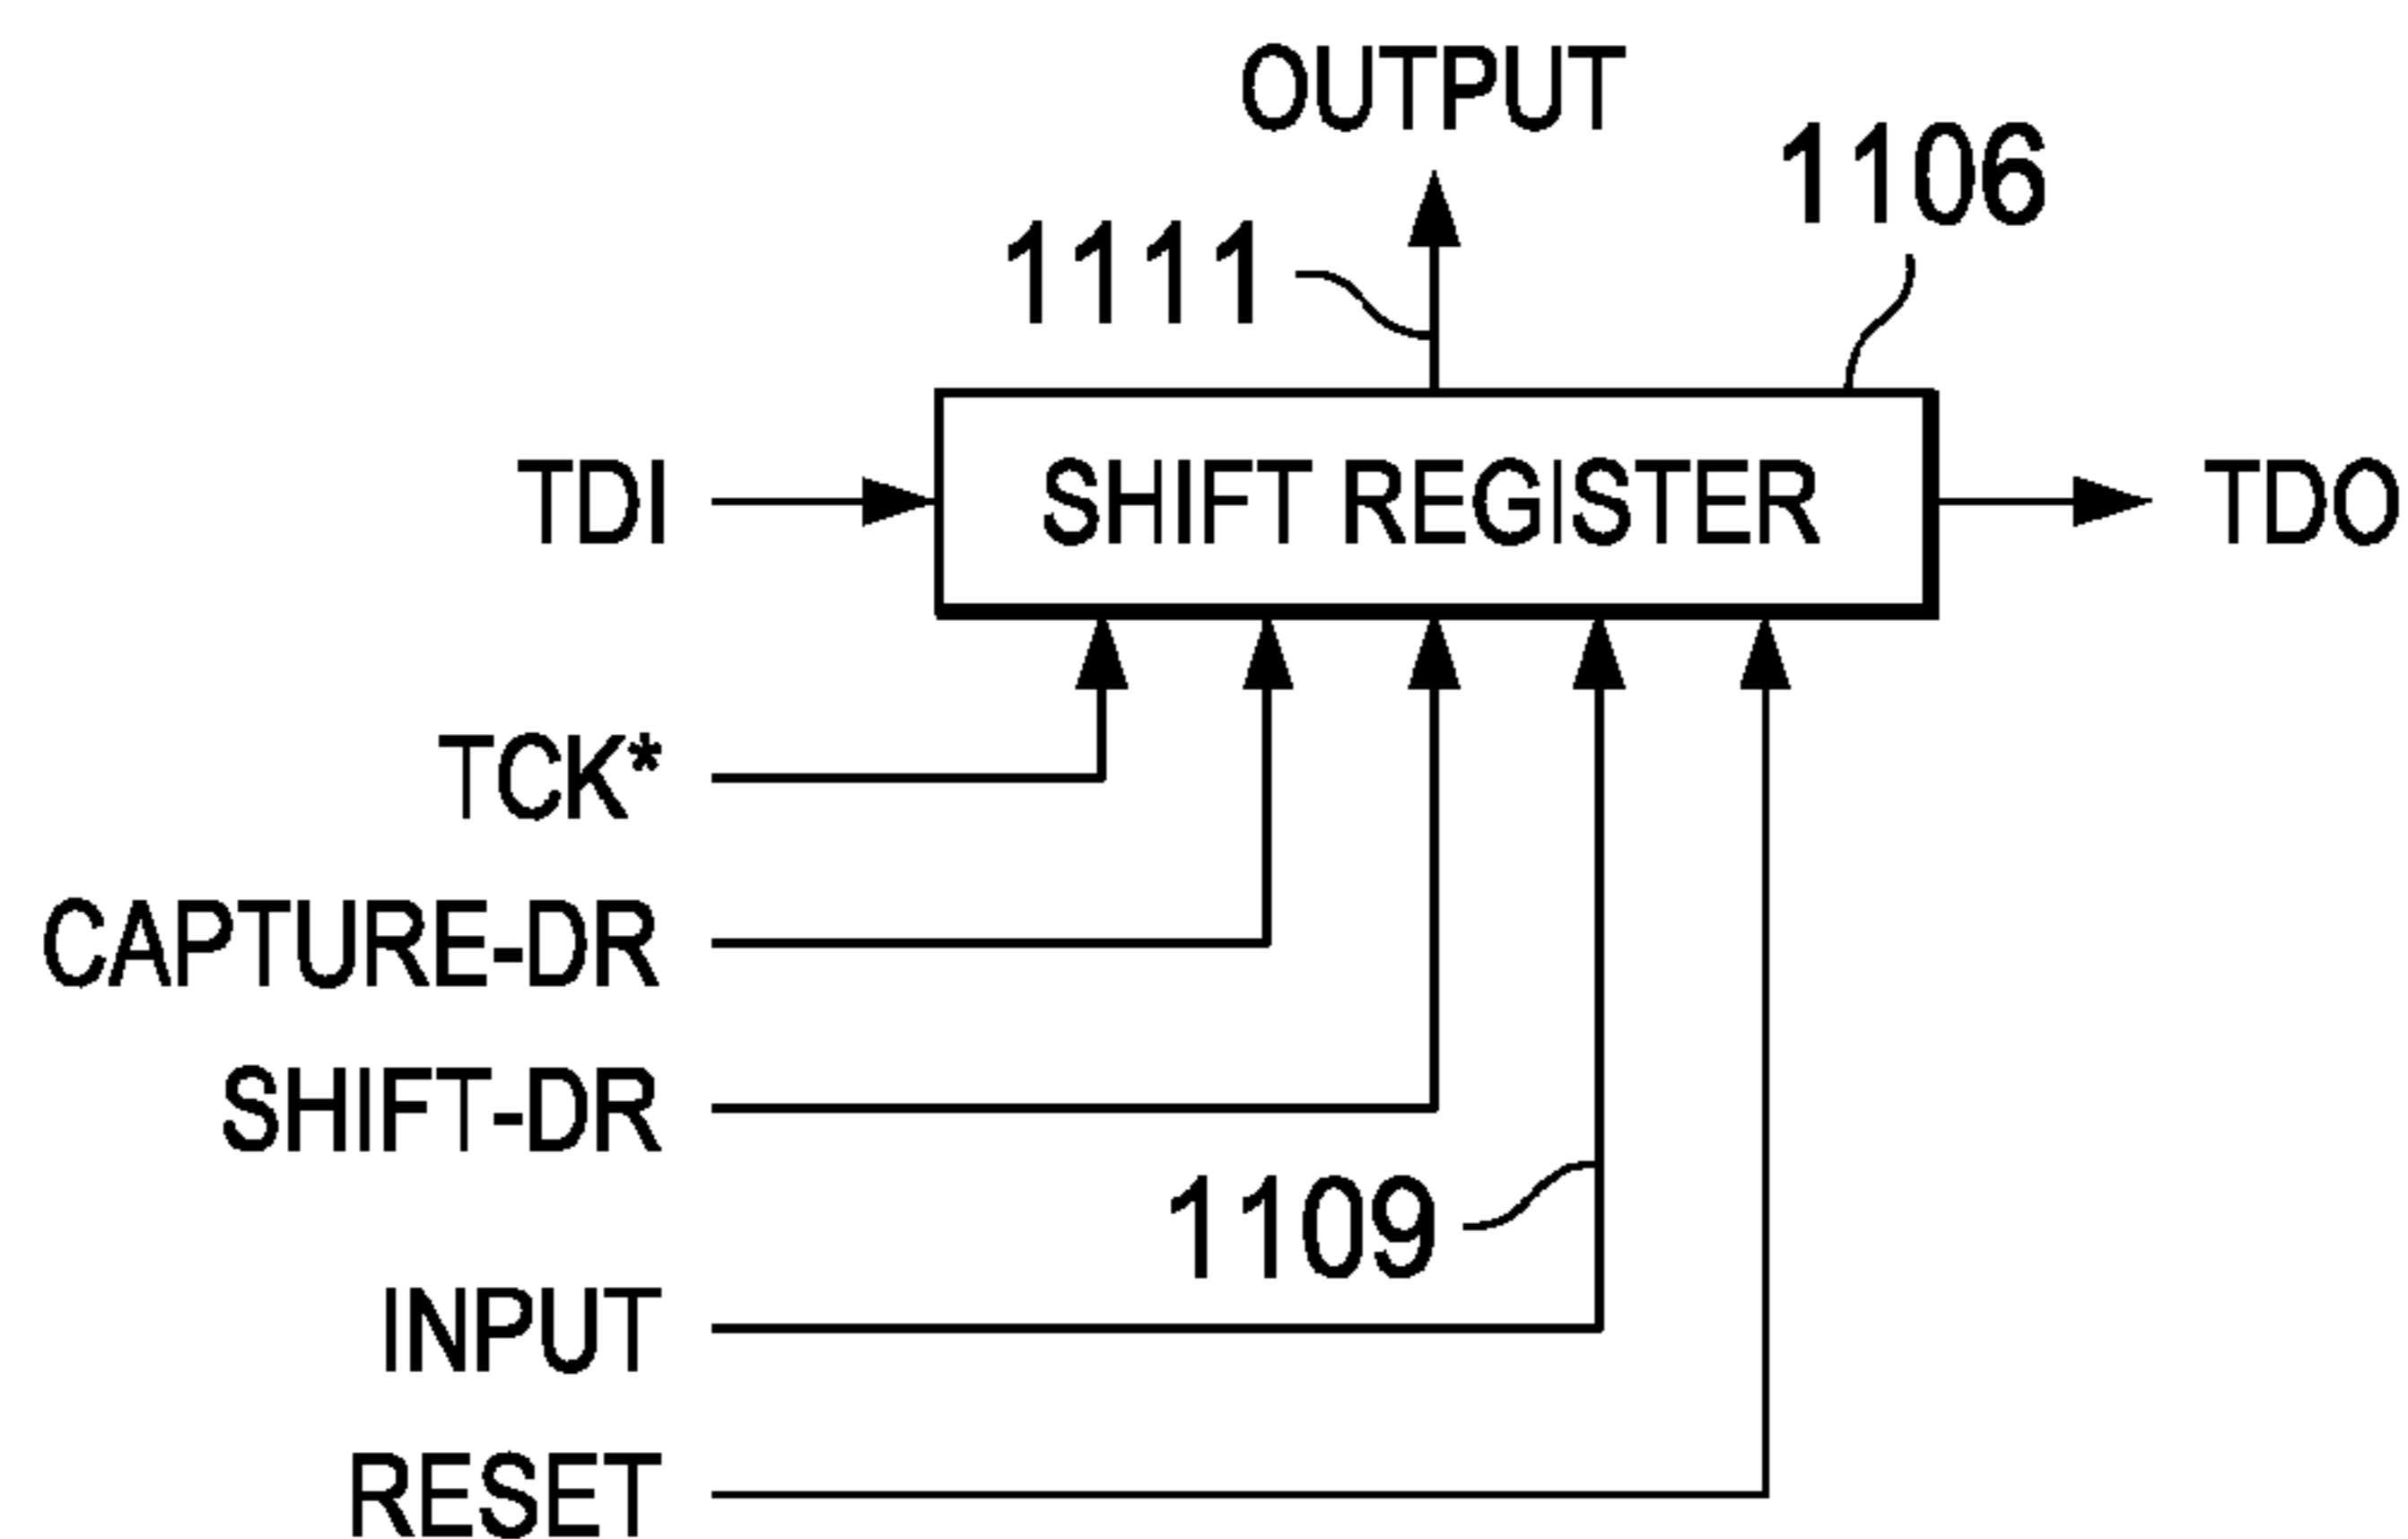 OUTPUT
1106
1111
TDI
SHIFT REGISTER
TDO
TCK*
CAPTURE-DR
SHIFT-DR
1109
INPUT
RESET